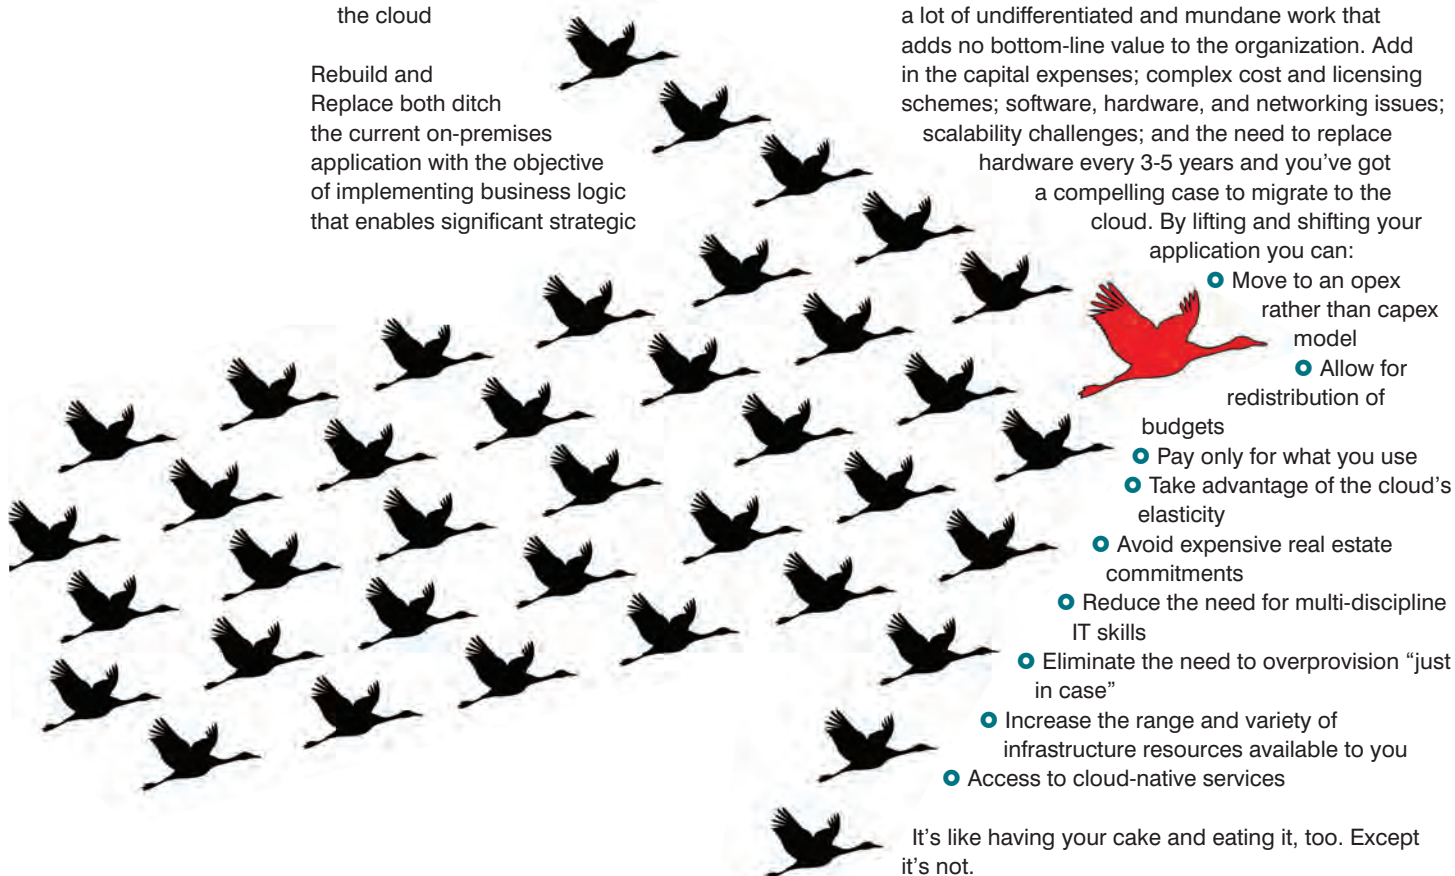 the cloud
Rebuild and
Replace both ditch
the current on-premises
application with the objective
of implementing business logic
that enables significant strategic
a lot of undifferentiated and mundane work that
adds no bottom-line value to the organization. Add
in the capital expenses; complex cost and licensing
schemes; software, hardware, and networking issues;
scalability challenges; and the need to replace
hardware every 3-5 years and you’ve got
a compelling case to migrate to the
cloud. By lifting and shifting your
application you can:
Move to an opex
rather than capex
model
Allow for
redistribution of
budgets
Pay only for what you use
Take advantage of the cloud’s
elasticity
Avoid expensive real estate
commitments
Reduce the need for multi-discipline
IT skills
Eliminate the need to overprovision “just
in case”
Increase the range and variety of
infrastructure resources available to you
Access to cloud-native services
It’s like having your cake and eating it, too. Except
it’s not.